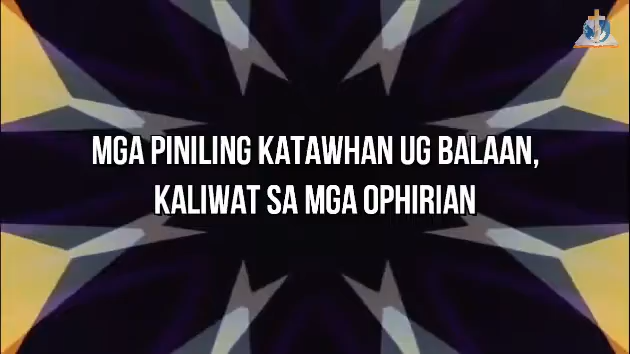 MGA PINILING KATAWHAN UG BALAAN,
KALIWAT SA MGA OPHIRIAN